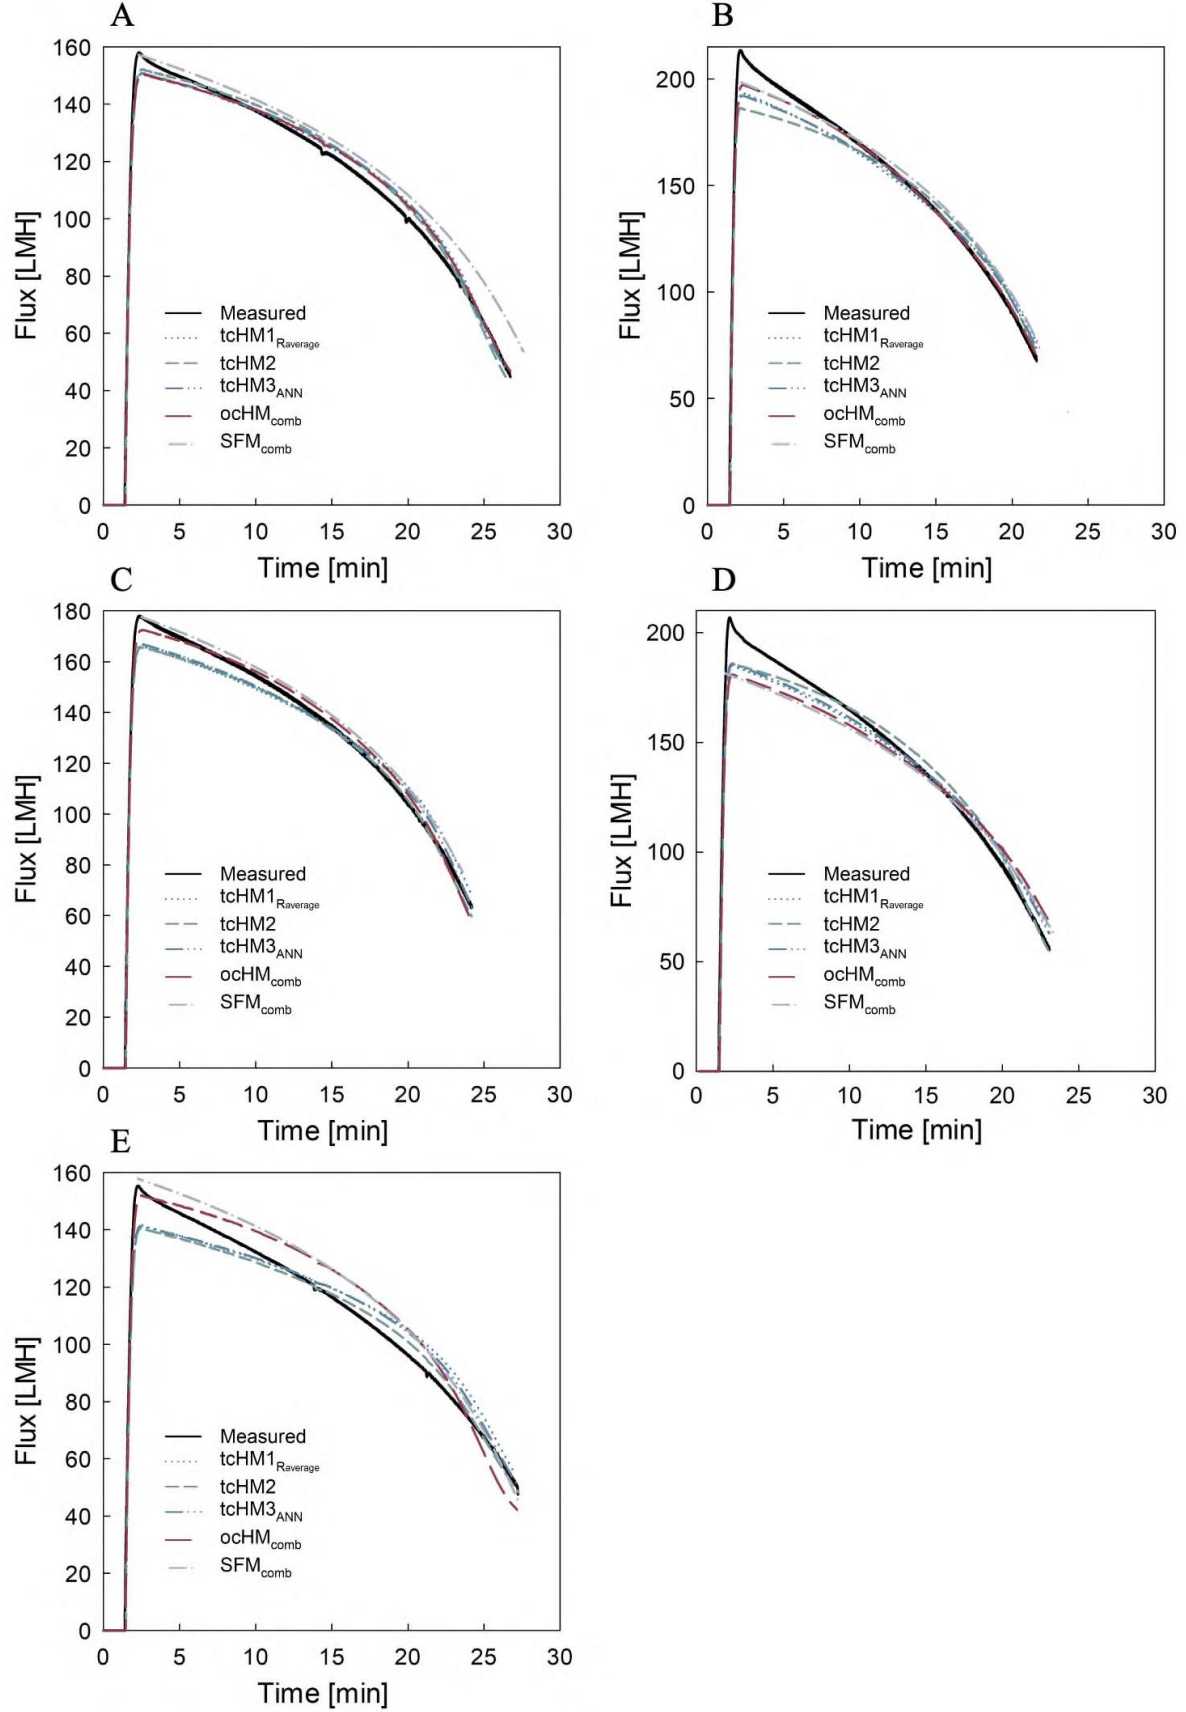 A
160
140
120
100
80
60
40
20
0
Flux [LMH]
Measured
tcHM1Raverage
tcHM2
tcHM3ANN
ocHMcomb
SFMcomb
0 5 10 15 20 25 30
Time [min]
B
200
150
100
50
0
Flux [LMH]
Measured
tcHM1Raverage
tcHM2
tcHM3ANN
ocHMcomb
SFMcomb
0 5 10 15 20 25 30
Time [min]
C
180
160
140
120
100
80
60
40
20
0
Flux [LMH]
Measured
tcHM1Raverage
tcHM2
tcHM3ANN
ocHMcomb
SFMcomb
0 5 10 15 20 25 30
Time [min]
D
200
150
100
50
0
Flux [LMH]
Measured
tcHM1Raverage
tcHM2
tcHM3ANN
ocHMcomb
SFMcomb
0 5 10 15 20 25 30
Time [min]
E
160
140
120
100
80
60
40
20
0
Flux [LMH]
Measured
tcHM1Raverage
tcHM2
tcHM3ANN
ocHMcomb
SFMcomb
0 5 10 15 20 25 30
Time [min]